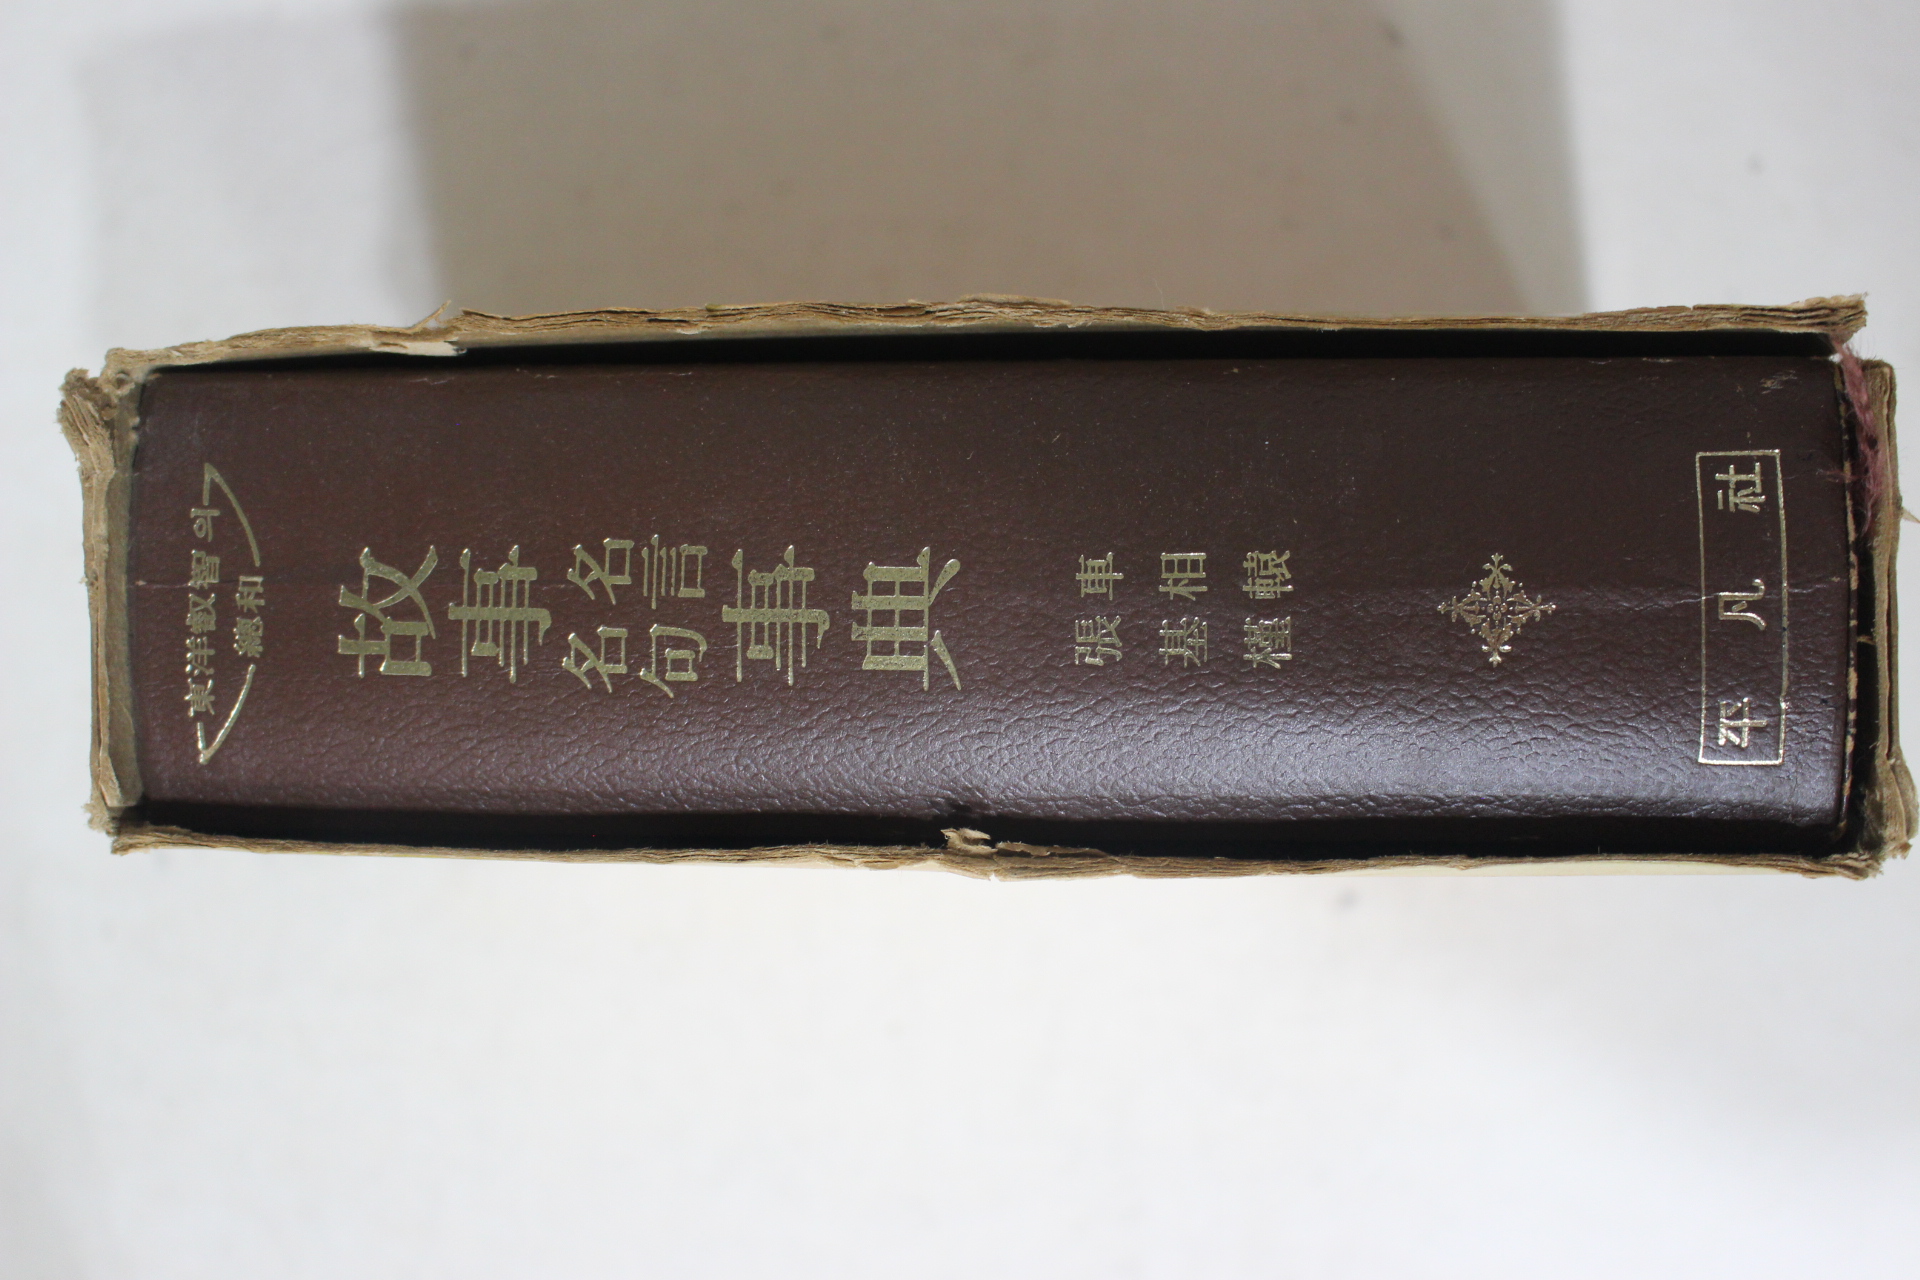 東洋叡智의
總和
故事名言名句事典
車相轅
張基槿
平凡社